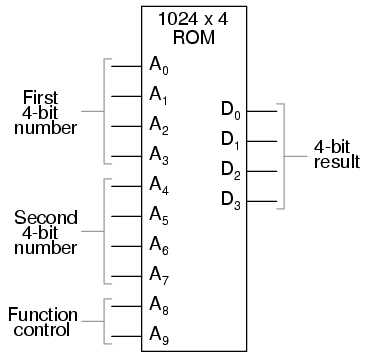 1024 x 4
ROM
First
4-bit
number
A0
A1
A2
A3
Second
4-bit
number
A4
A5
A6
A7
Function
control
A8
A9
D0
D1
D2
D3
4-bit
result